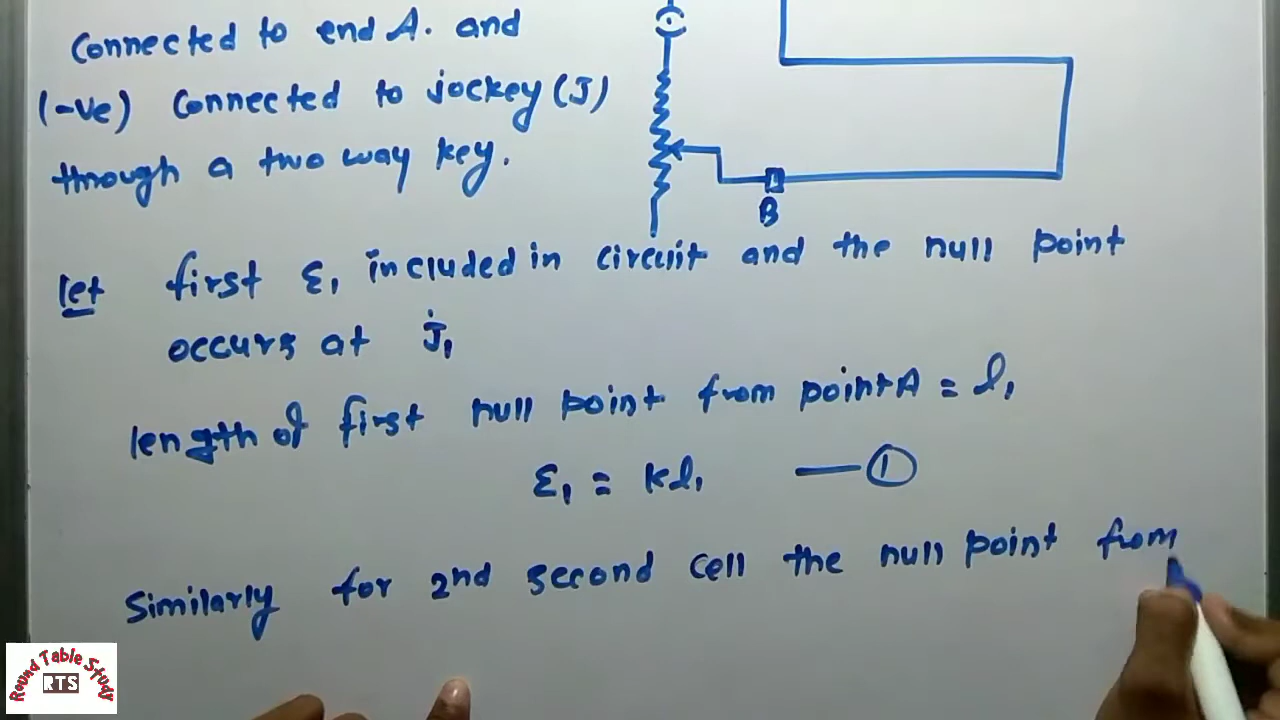 connected to end A. and
(-ve) connected to jockey (J)
through a two way key.
B
let first ε₁ included in circuit and the null point
occurs at J₁
length of first null point from point A = l₁
ε₁ = kl₁ —①
Similarly for 2nd second cell the null point from
Round Table Study
RTS